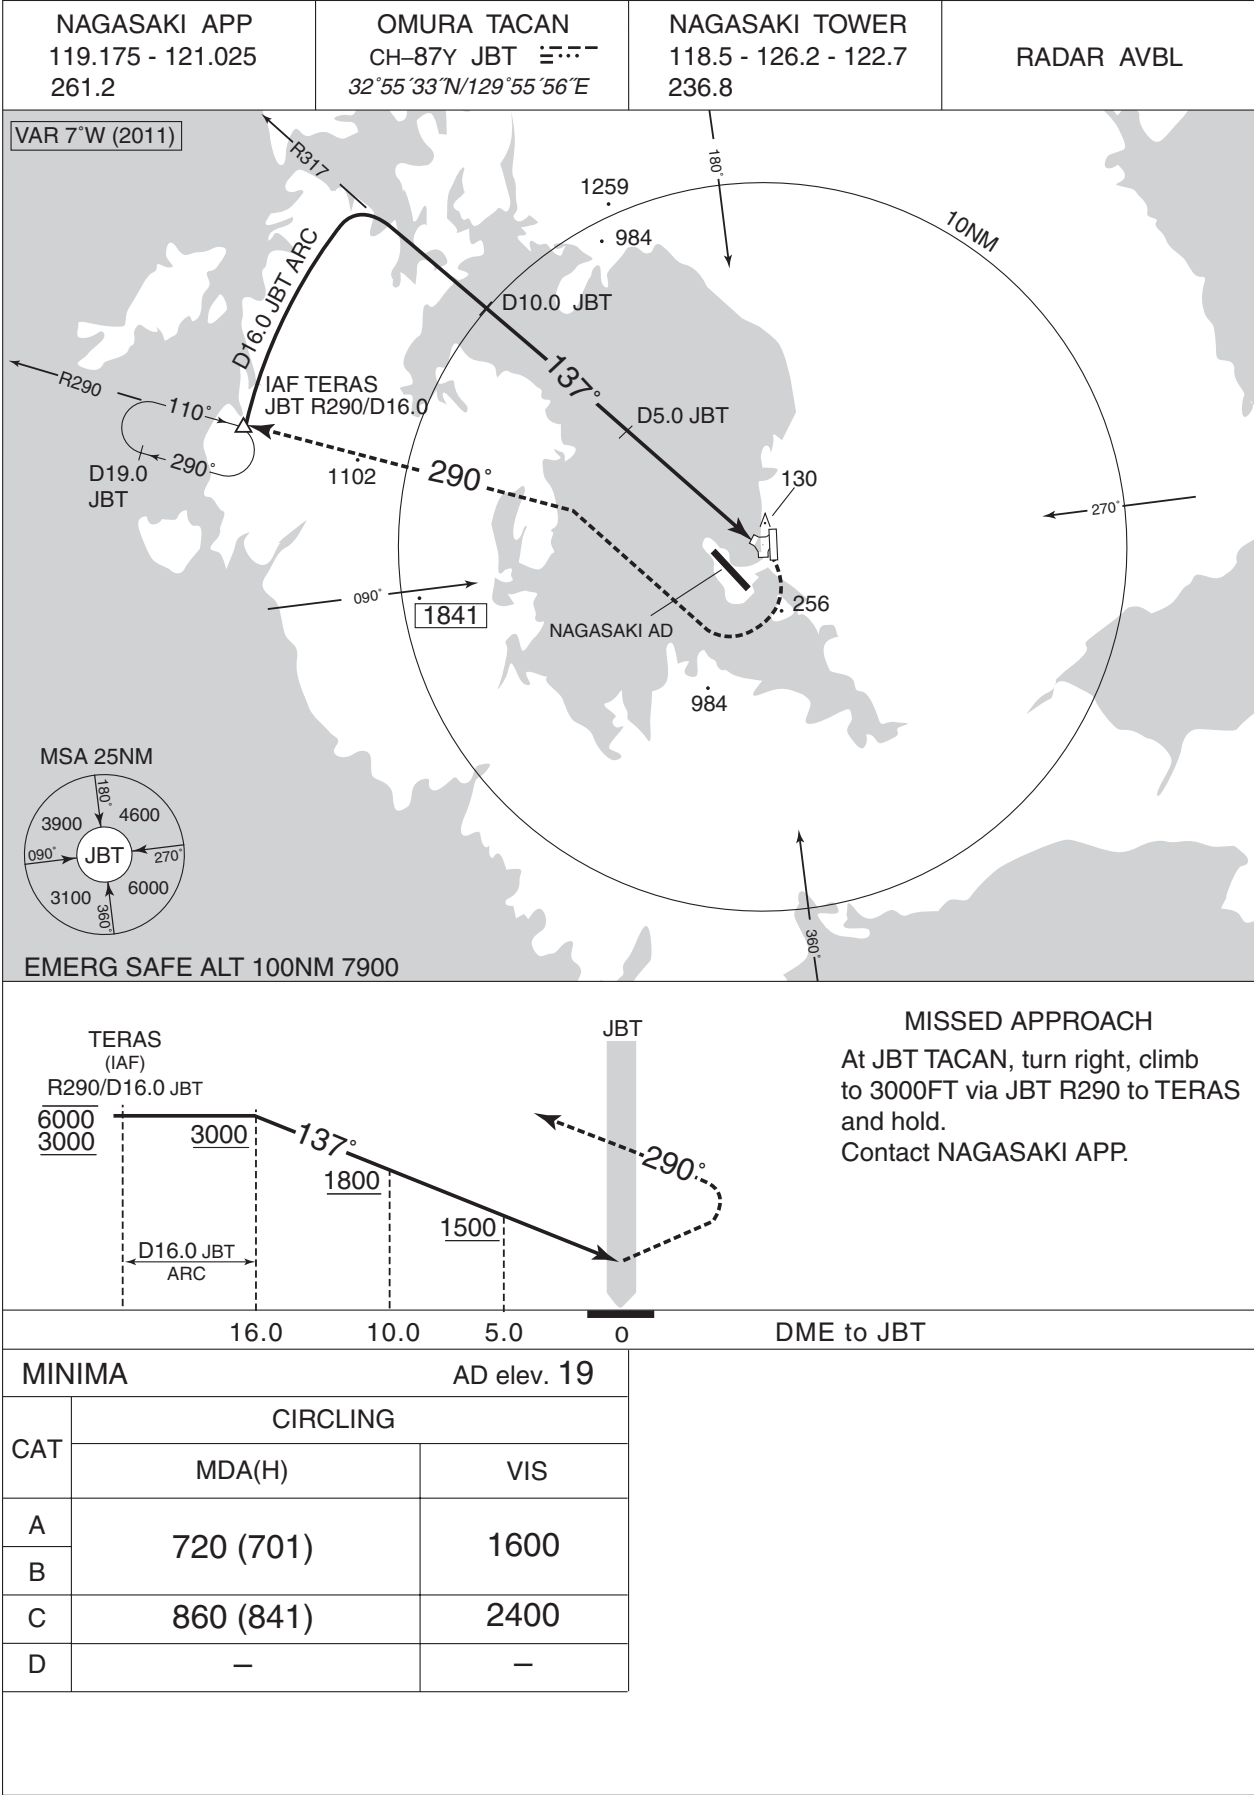 NAGASAKI APP
119.175 - 121.025
261.2
OMURA TACAN
CH–87Y JBT
32°55´33˝N/129°55´56˝E
NAGASAKI TOWER
118.5 - 126.2 - 122.7
236.8
RADAR AVBL
VAR 7°W (2011)
R317
180°
1259
984
10NM
D16.0 JBT ARC
D10.0 JBT
137°
R290
IAF TERAS
JBT R290/D16.0
110°
D5.0 JBT
290°
D19.0
JBT
1102
290°
130
270°
090°
1841
256
NAGASAKI AD
984
MSA 25NM
180°
3900
4600
090°
JBT
270°
3100
6000
360°
360°
EMERG SAFE ALT 100NM 7900
TERAS
(IAF)
R290/D16.0 JBT
6000
3000
3000
137°
1800
1500
JBT
290°
D16.0 JBT
ARC
MISSED APPROACH
At JBT TACAN, turn right, climb
to 3000FT via JBT R290 to TERAS
and hold.
Contact NAGASAKI APP.
16.0 10.0 5.0 0 DME to JBT
MINIMA AD elev. 19
CAT
CIRCLING
MDA(H) VIS
A
B
720 (701) 1600
C 860 (841) 2400
D – –